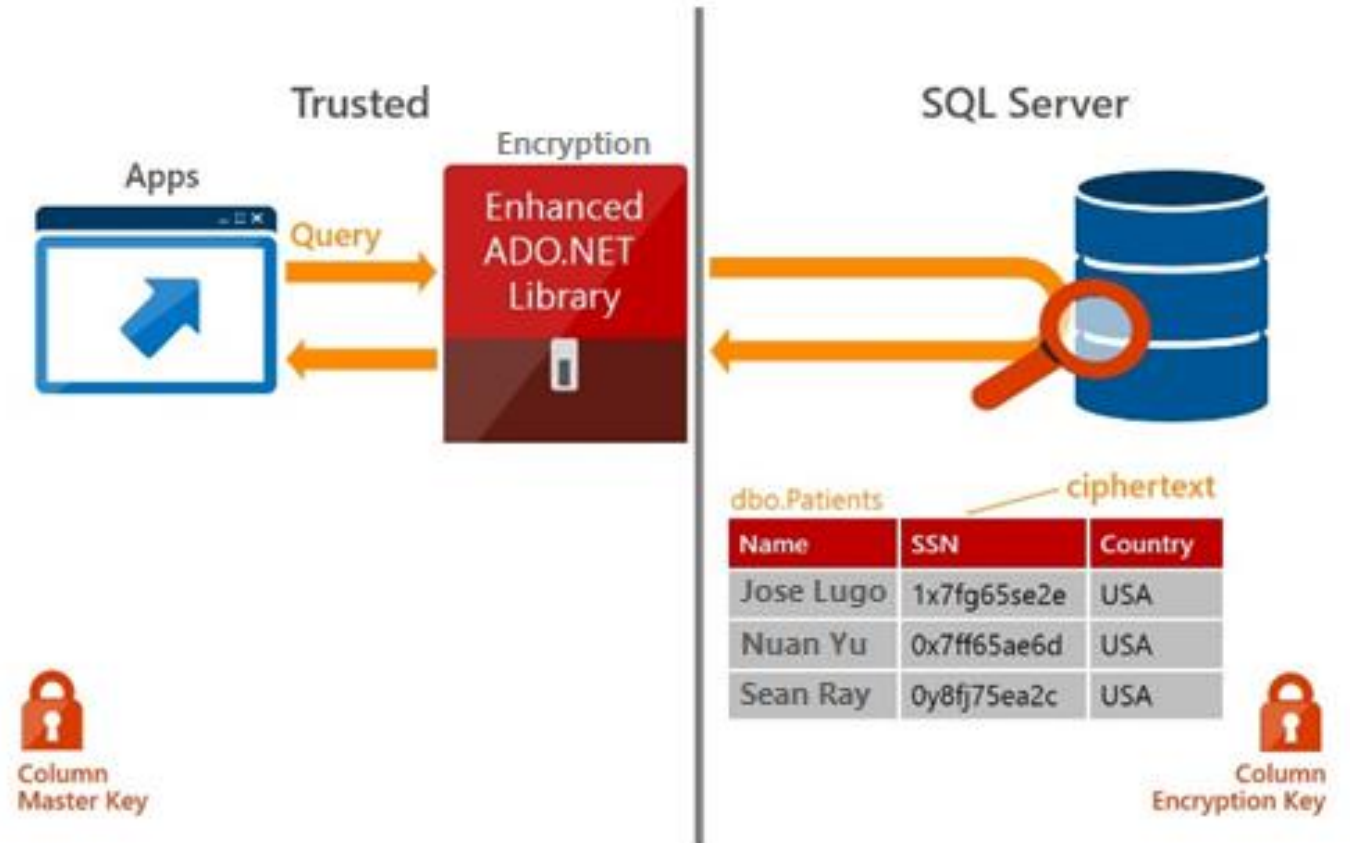 Trusted
SQL Server
Encryption
Apps
Query
Enhanced
ADO.NET
Library
dbo.Patients
ciphertext
Name SSN Country
Jose Lugo 1x7fg65se2e USA
Nuan Yu 0x7ff65ae6d USA
Sean Ray 0y8fj75ea2c USA
Column
Master Key
Column
Encryption Key